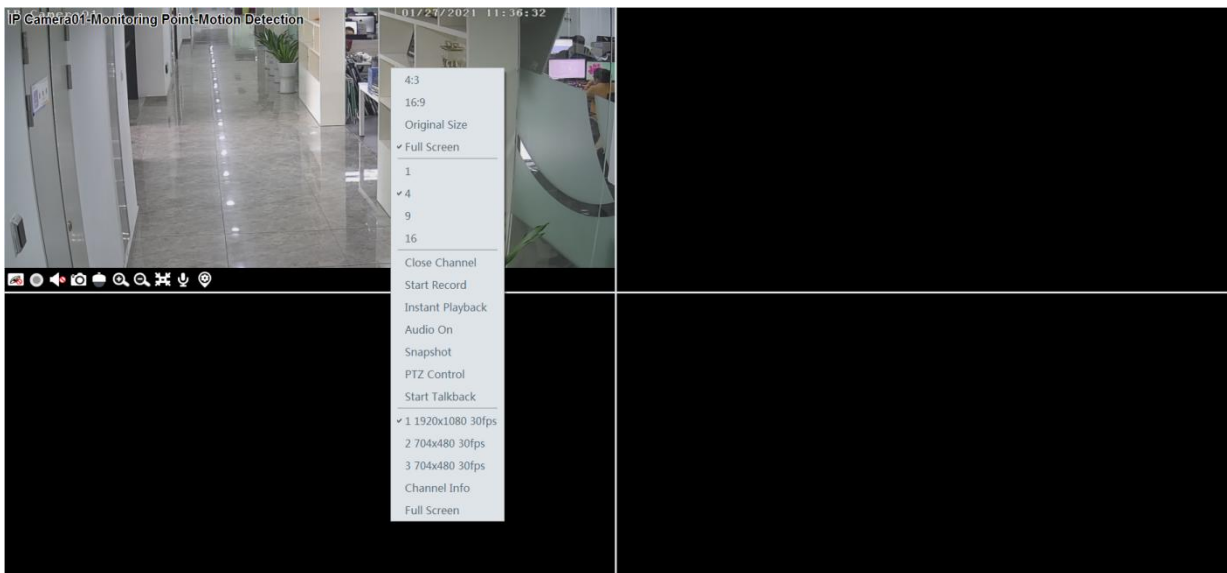 IP Camera01-Monitoring Point-Motion Detection
01/27/2021 11:36:32
4:3
16:9
Original Size
Full Screen
1
4
9
16
Close Channel
Start Record
Instant Playback
Audio On
Snapshot
PTZ Control
Start Talkback
1 1920x1080 30fps
2 704x480 30fps
3 704x480 30fps
Channel Info
Full Screen